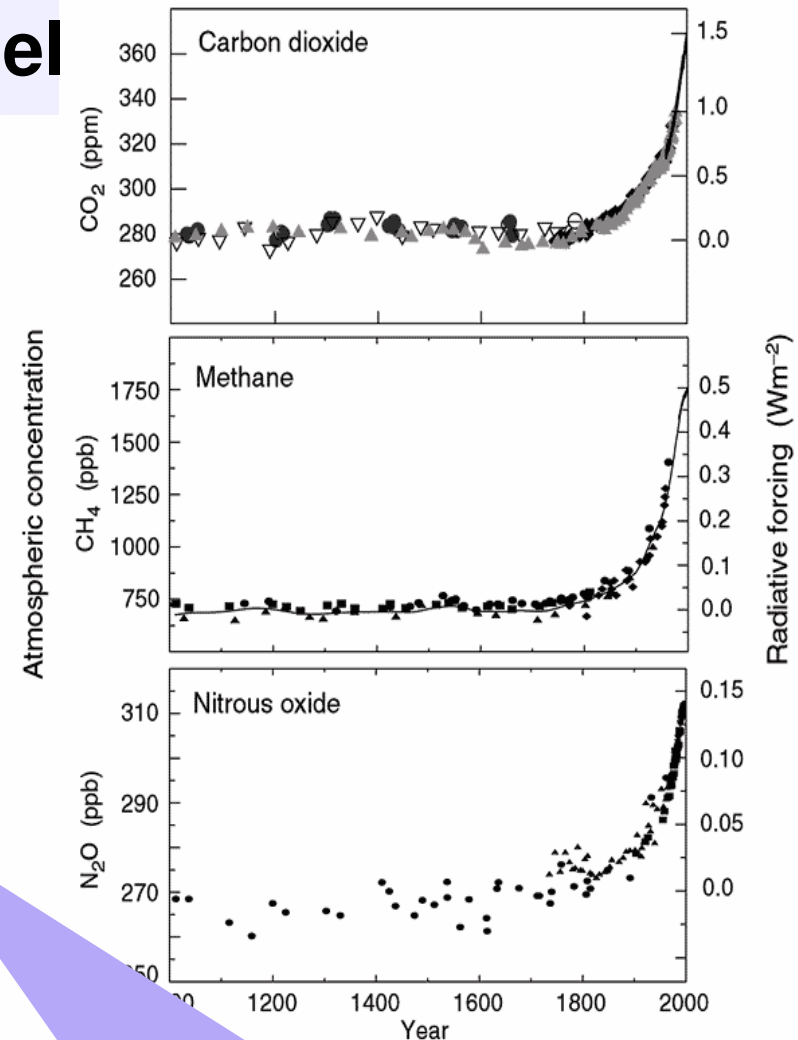 el
Carbon dioxide
CO2 (ppm)
360
340
320
300
280
260
1.5
1.0
0.5
0.0
Methane
CH4 (ppb)
1750
1500
1250
1000
750
0.5
0.4
0.3
0.2
0.1
0.0
Nitrous oxide
N2O (ppb)
310
290
270
50
0.15
0.10
0.05
0.0
00 1200 1400 1600 1800 2000
Year
Atmospheric concentration
Radiative forcing (Wm−2)